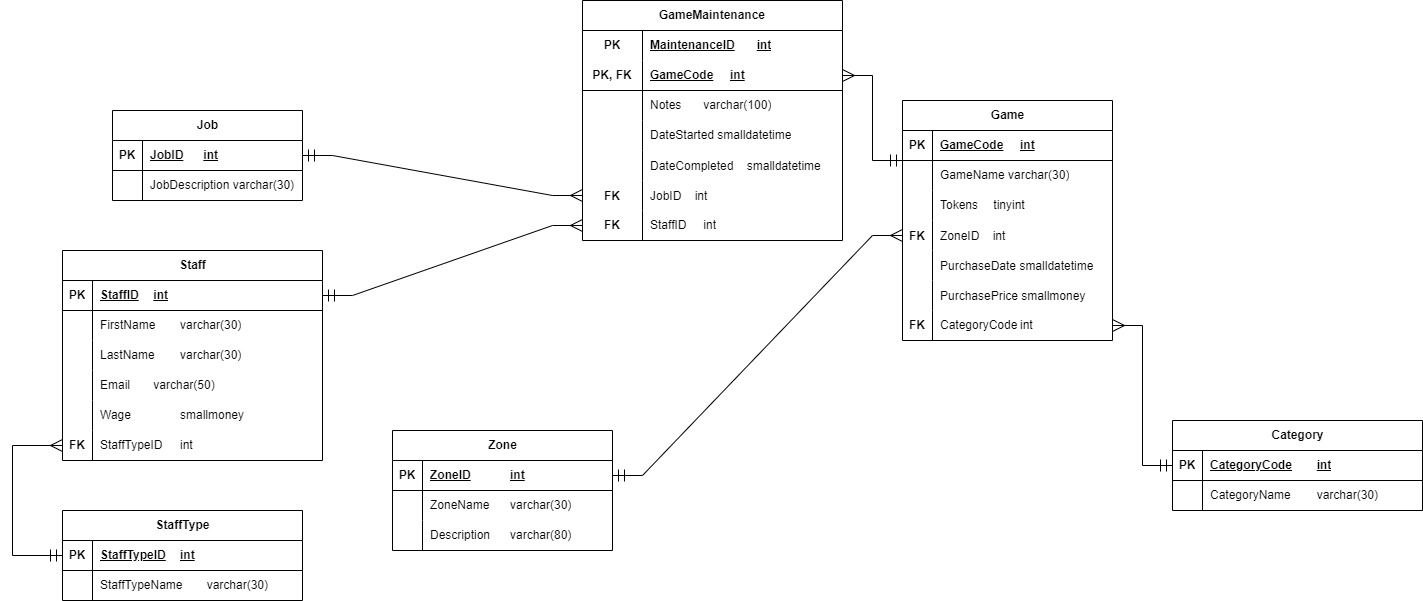 GameMaintenance
PK MaintenanceID int
PK, FK GameCode int
Notes varchar(100)
DateStarted smalldatetime
DateCompleted smalldatetime
FK JobID int
FK StaffID int
Job
PK JobID int
JobDescription varchar(30)
Game
PK GameCode int
GameName varchar(30)
Tokens tinyint
FK ZoneID int
PurchaseDate smalldatetime
PurchasePrice smallmoney
FK CategoryCode int
Staff
PK StaffID int
FirstName varchar(30)
LastName varchar(30)
Email varchar(50)
Wage smallmoney
FK StaffTypeID int
Zone
PK ZoneID int
ZoneName varchar(30)
Description varchar(80)
Category
PK CategoryCode int
CategoryName varchar(30)
StaffType
PK StaffTypeID int
StaffTypeName varchar(30)